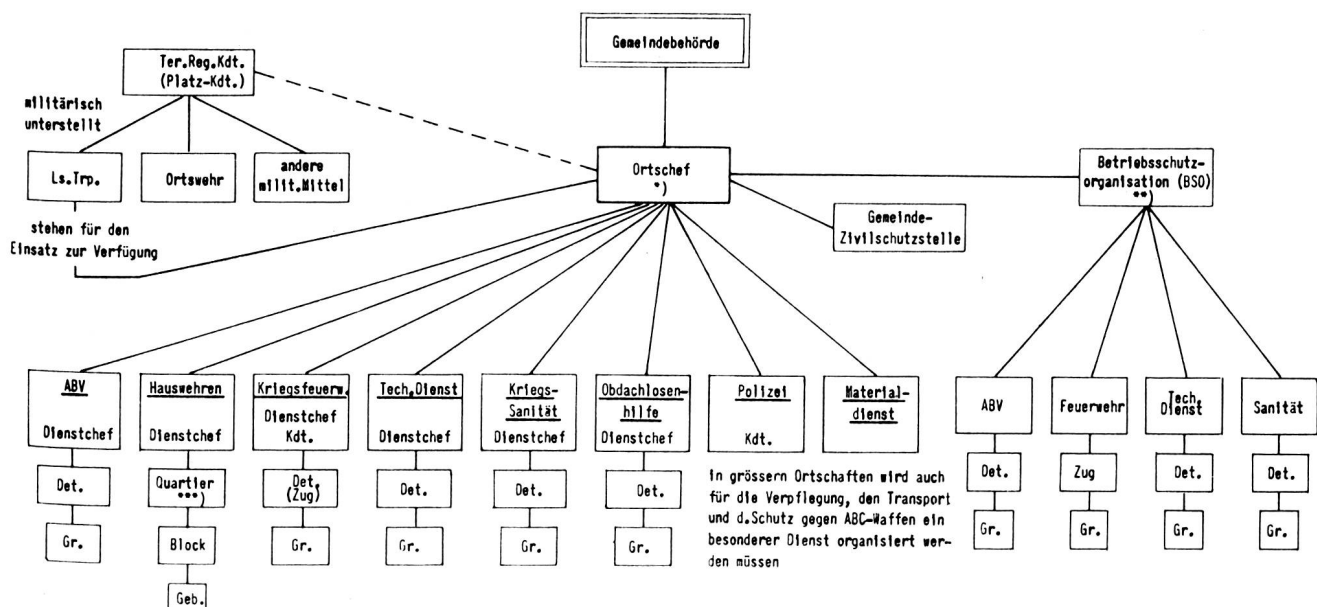 Gemeindebehörde
Ter.Reg.Kdt.
(Platz-Kdt.)
militärisch
unterstellt
Ls.Trp.
Ortswehr
andere
milit.Mittel
stehen für den
Einsatz zur Verfügung
Ortschef
*)
Gemeinde-
Zivilschutzstelle
Betriebsschutz-
organisation (BSO)
**)
ABV
Dienstchef
Det.
Gr.
Hauswehren
Dienstchef
Quartier
***)
Block
Geb.
Kriegsfeuerw.
Dienstchef
Kdt.
Det.
(Zug)
Gr.
Tech.Dienst
Dienstchef
Det.
Gr.
Kriegs-
Sanität
Dienstchef
Det.
Gr.
Obdachlosen-
hilfe
Dienstchef
Det.
Gr.
Polizei
Kdt.
Material-
dienst
In grössern Ortschaften wird auch
für die Verpflegung, den Transport
und d.Schutz gegen ABC-Waffen ein
besonderer Dienst organisiert wer-
den müssen
ABV
Det.
Gr.
Feuerwehr
Zug
Gr.
Tech.
Dienst
Det.
Gr.
Sanität
Det.
Gr.